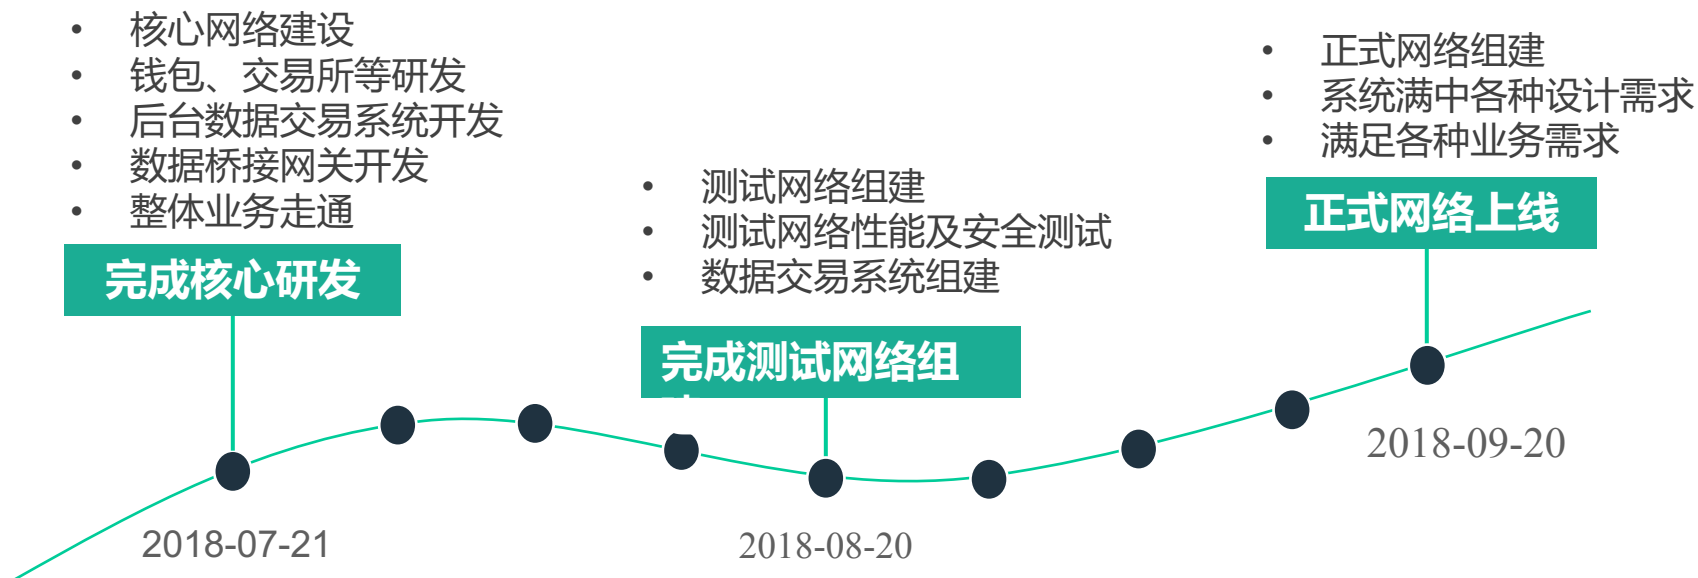 • 核心网络建设
• 钱包、交易所等研发
• 后台数据交易系统开发
• 数据桥接网关开发
• 整体业务走通
完成核心研发
2018-07-21
• 测试网络组建
• 测试网络性能及安全测试
• 数据交易系统组建
完成测试网络组
2018-08-20
• 正式网络组建
• 系统满中各种设计需求
• 满足各种业务需求
正式网络上线
2018-09-20